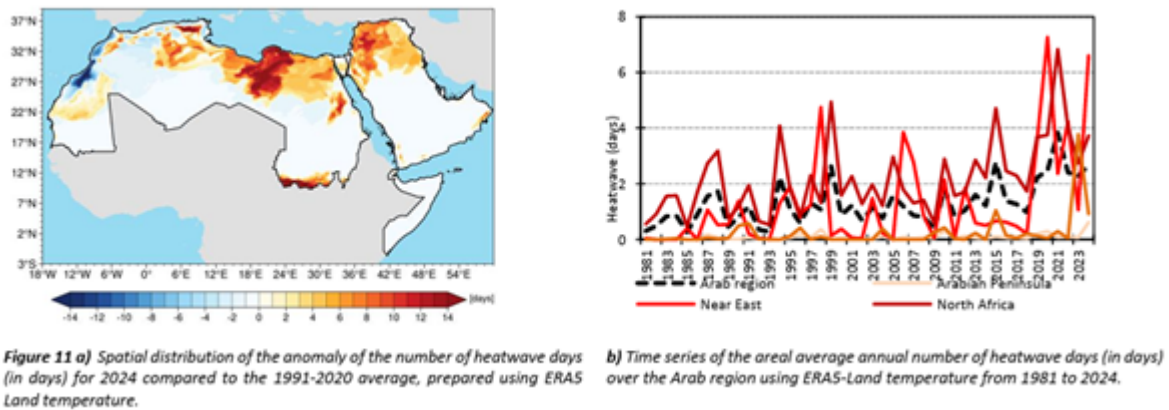 37°N
32°N
27°N
22°N
17°N
12°N
7°N
2°N
3°S
18°W 12°W 6°W 0° 6°E 12°E 18°E 24°E 30°E 36°E 42°E 48°E 54°E
-14 -12 -10 -8 -6 -4 -2 0 2 4 6 8 10 12 14 [days]
Figure 11 a) Spatial distribution of the anomaly of the number of heatwave days
(in days) for 2024 compared to the 1991-2020 average, prepared using ERA5
Land temperature.
Heatwave (days)
8
6
4
2
0
1981 1983 1985 1987 1989 1991 1993 1995 1997 1999 2001 2003 2005 2007 2009 2011 2013 2015 2017 2019 2021 2023
Arab region Arabian Peninsula
Near East North Africa
b) Time series of the areal average annual number of heatwave days (in days)
over the Arab region using ERA5-Land temperature from 1981 to 2024.